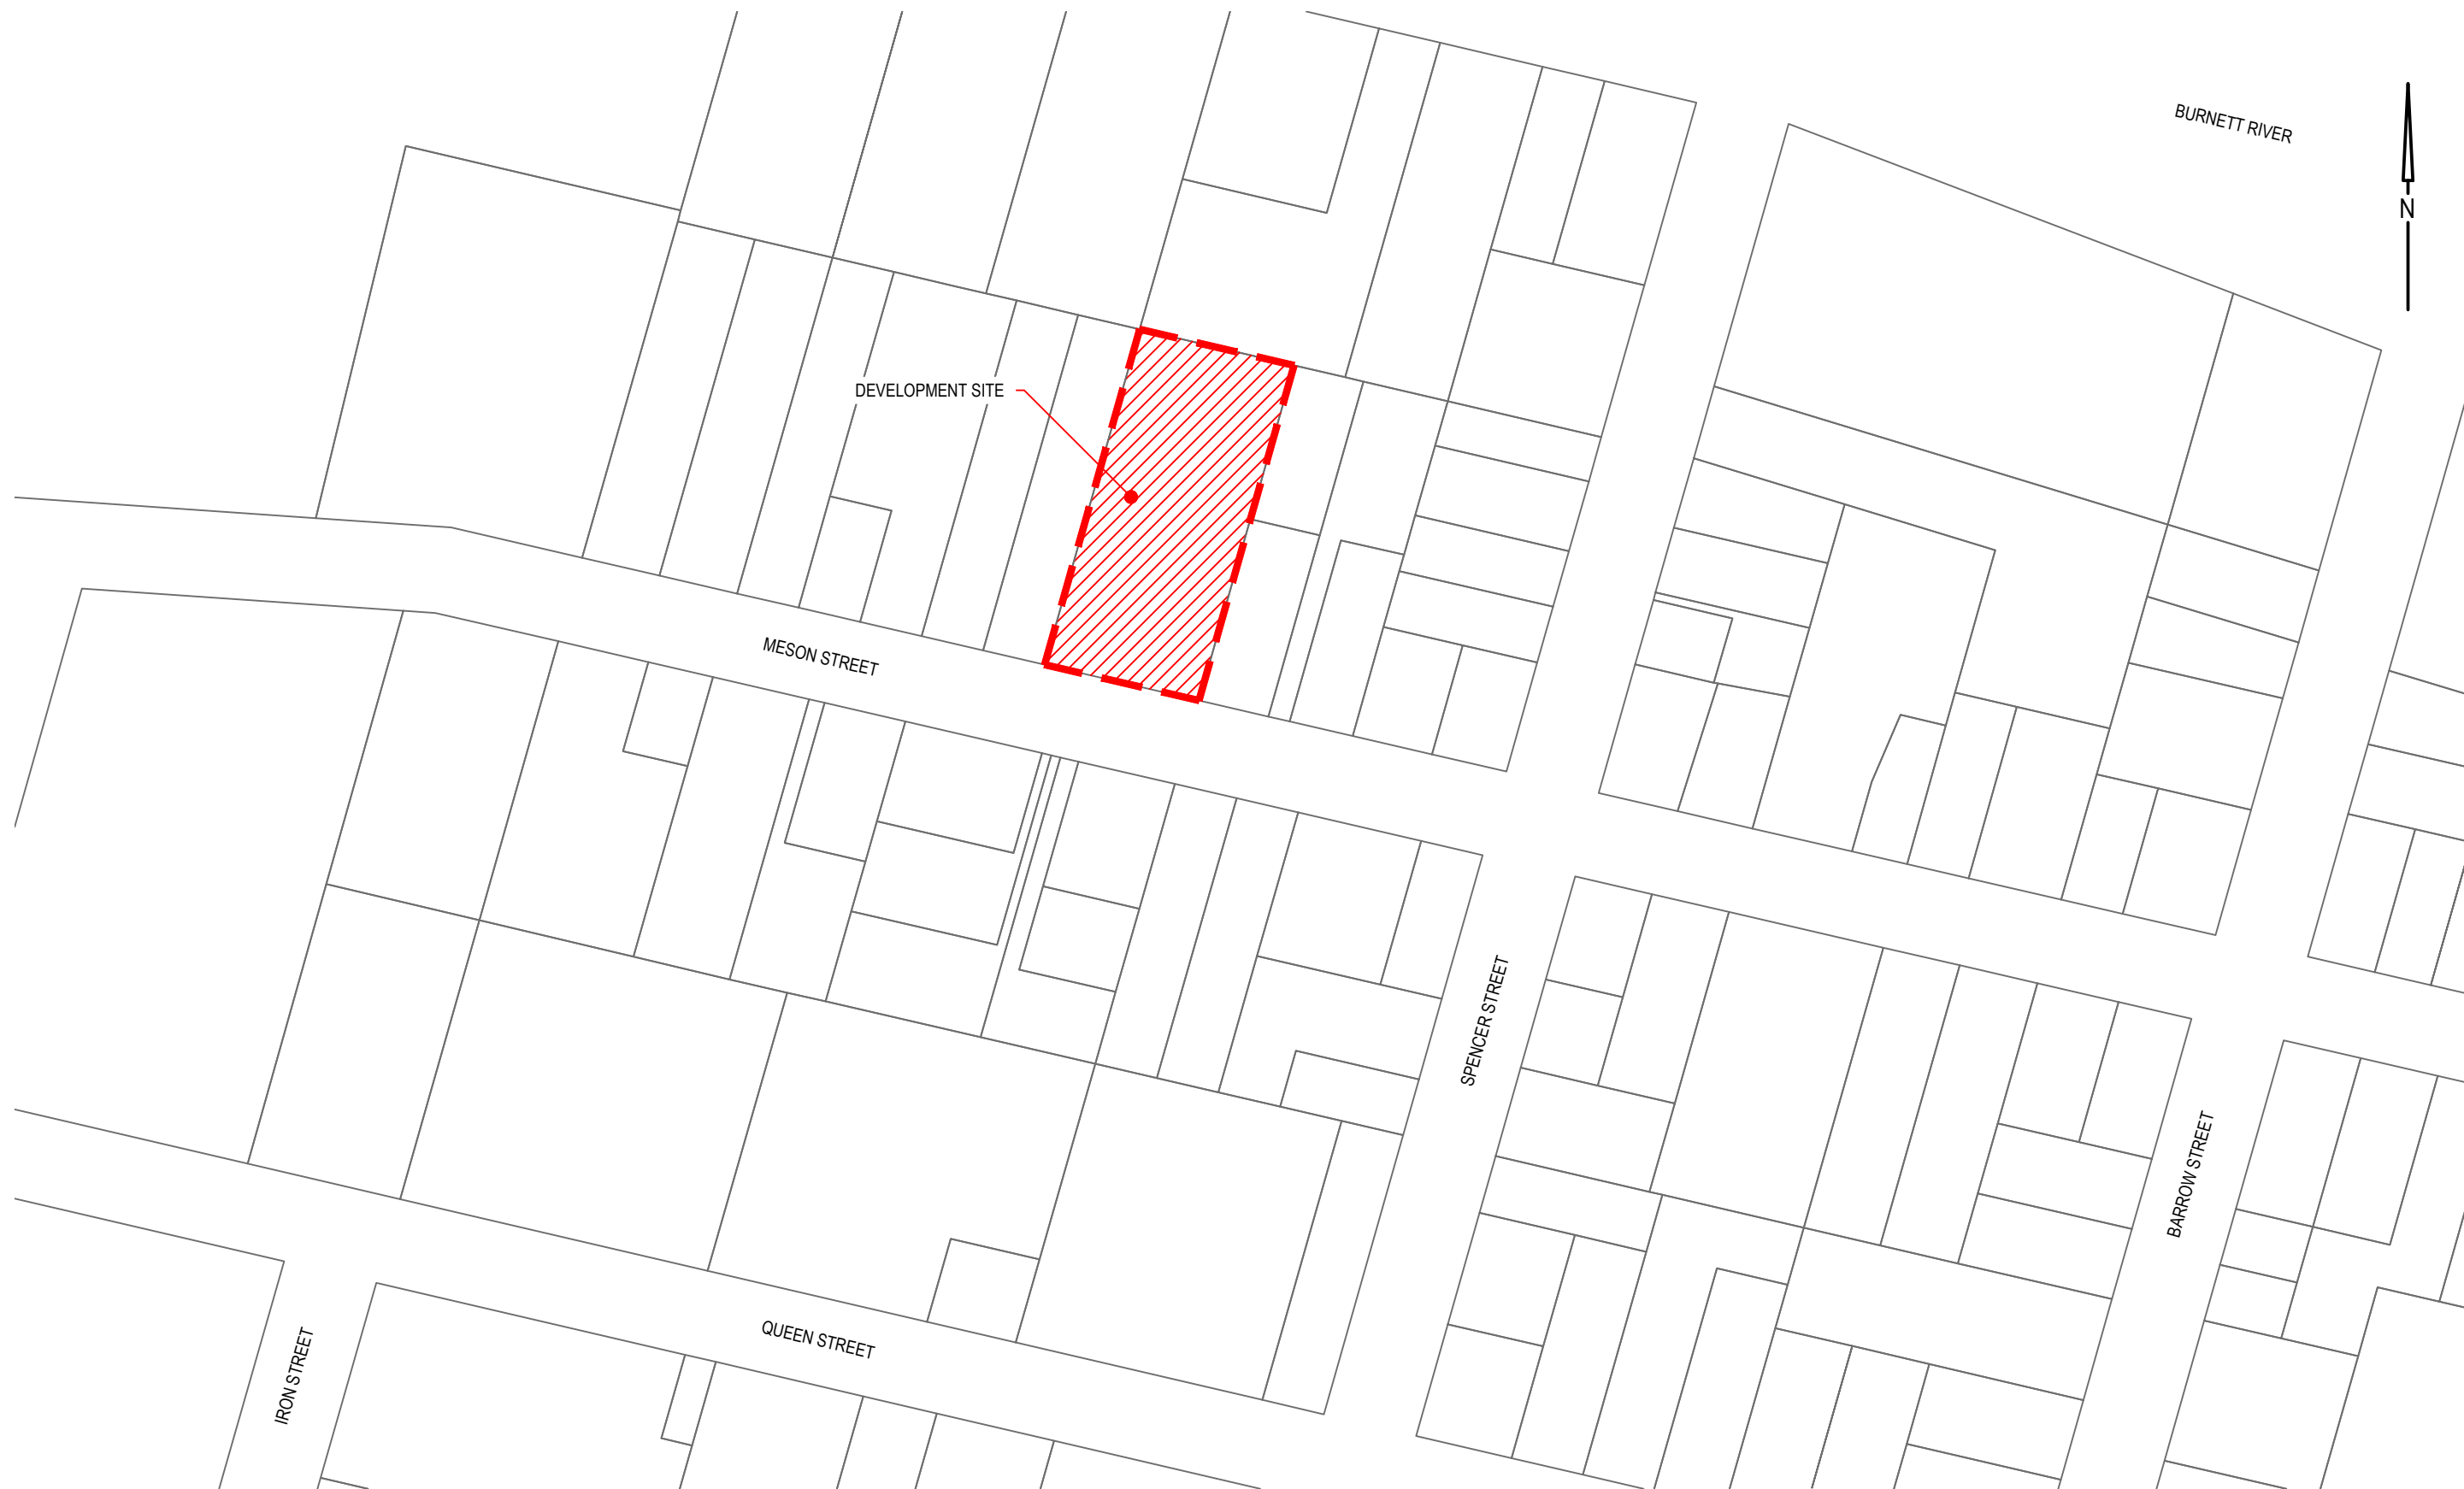 BURNETT RIVER
N
DEVELOPMENT SITE
MESON STREET
SPENCER STREET
BARROW STREET
QUEEN STREET
IRON STREET